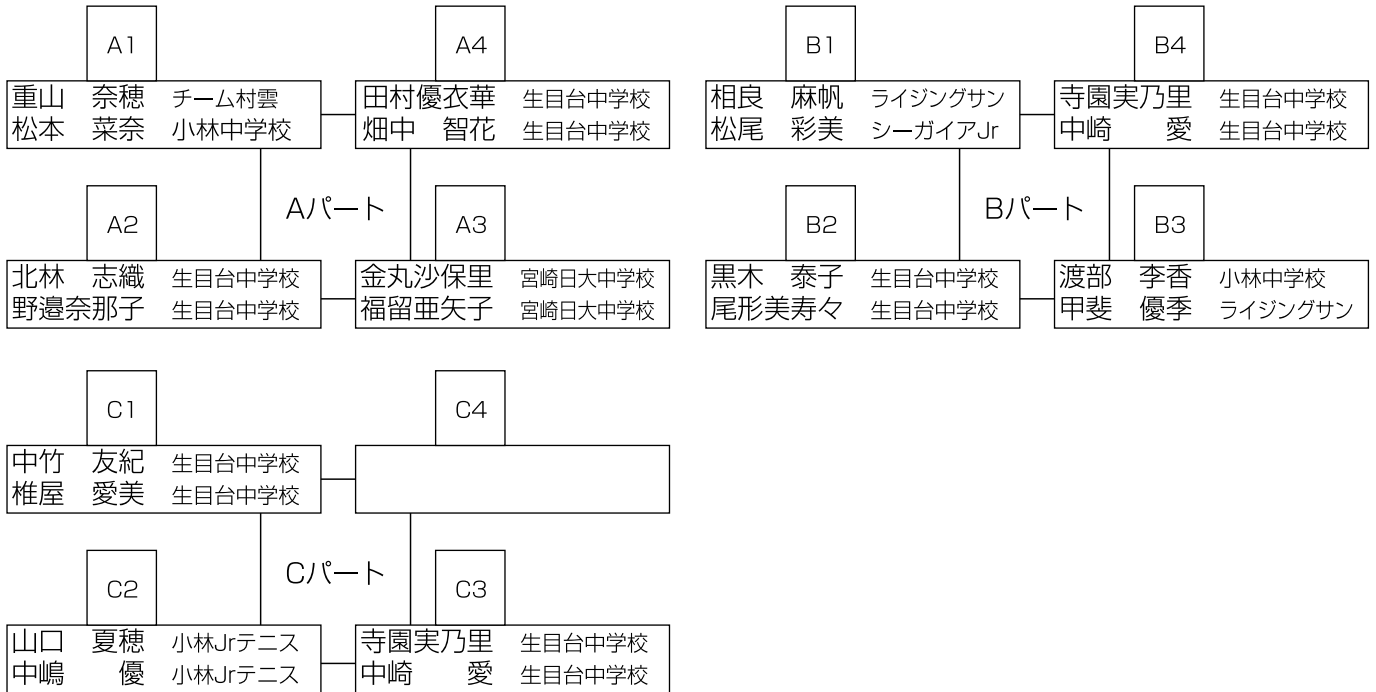 A1
重山　奈穂　チーム村雲
松本　菜奈　小林中学校
A4
田村優衣華　生目台中学校
畑中　智花　生目台中学校
Aパート
A2
北林　志織　生目台中学校
野邉奈那子　生目台中学校
A3
金丸沙保里　宮崎日大中学校
福留亜矢子　宮崎日大中学校
B1
相良　麻帆　ライジングサン
松尾　彩美　シーガイアJr
B4
寺園実乃里　生目台中学校
中崎　　愛　生目台中学校
Bパート
B2
黒木　泰子　生目台中学校
尾形美寿々　生目台中学校
B3
渡部　李香　小林中学校
甲斐　優季　ライジングサン
C1
中竹　友紀　生目台中学校
椎屋　愛美　生目台中学校
C4
Cパート
C2
山口　夏穂　小林Jrテニス
中嶋　　優　小林Jrテニス
C3
寺園実乃里　生目台中学校
中崎　　愛　生目台中学校